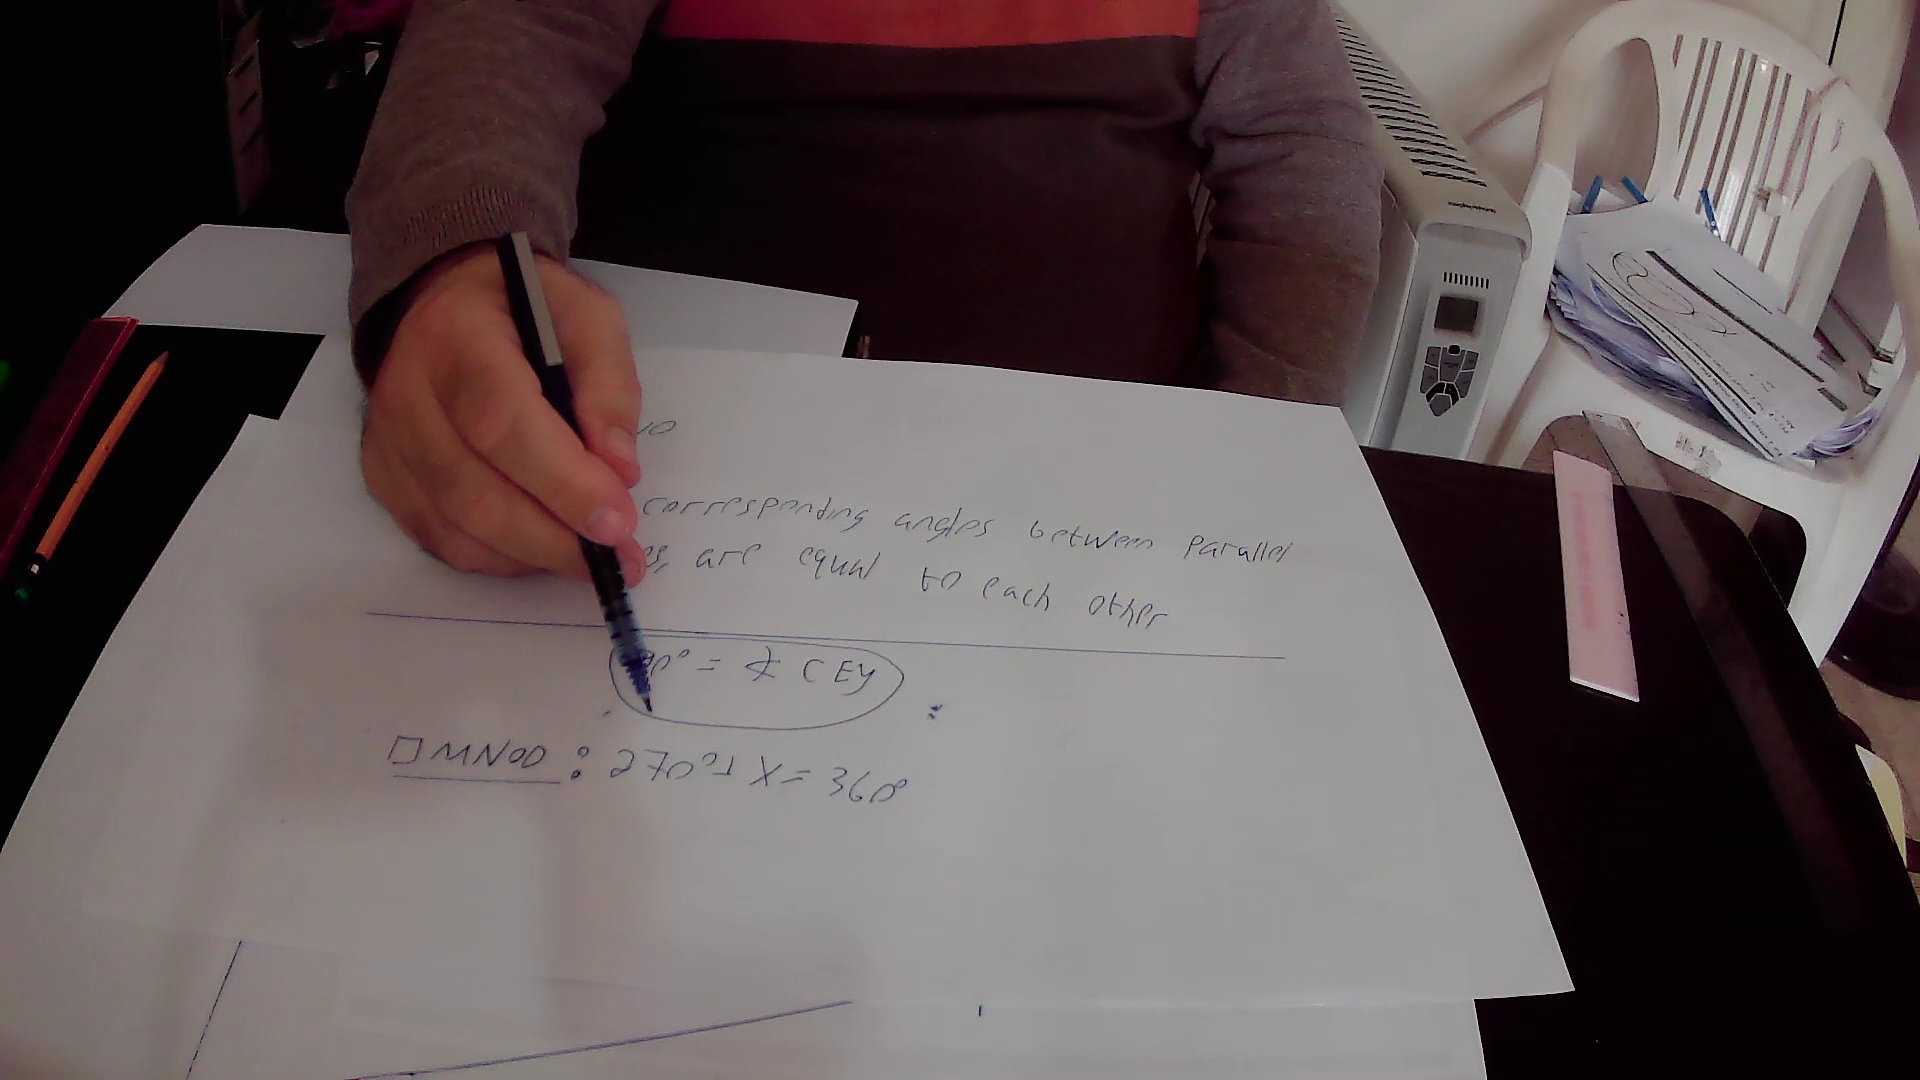 corresponding angles between parallel
are equal to each other
= ∡ CEy
□MNOD : 270°+ X = 360